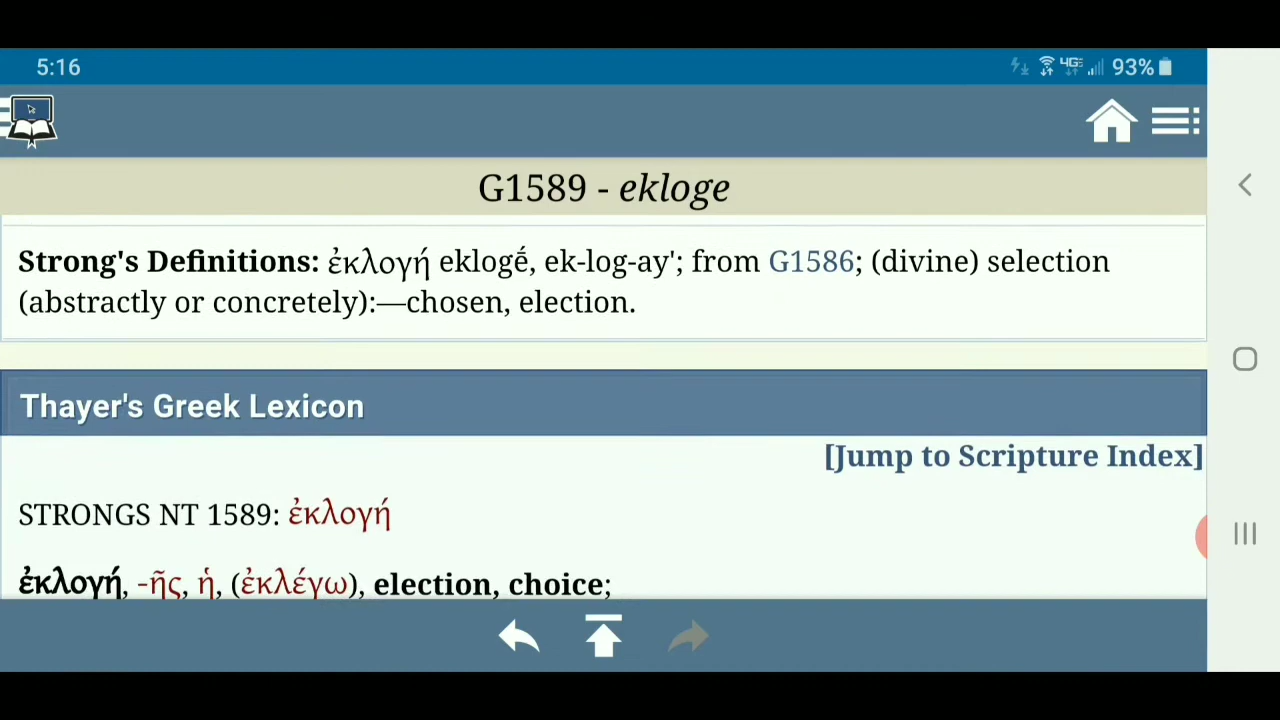 5:16
4GE 93%
G1589 - ekloge
Strong's Definitions: ἐκλογή eklogḗ, ek-log-ay'; from G1586; (divine) selection
(abstractly or concretely):—chosen, election.
Thayer's Greek Lexicon
[Jump to Scripture Index]
STRONGS NT 1589: ἐκλογή
ἐκλογή, -ῆς, ἡ, (ἐκλέγω), election, choice;